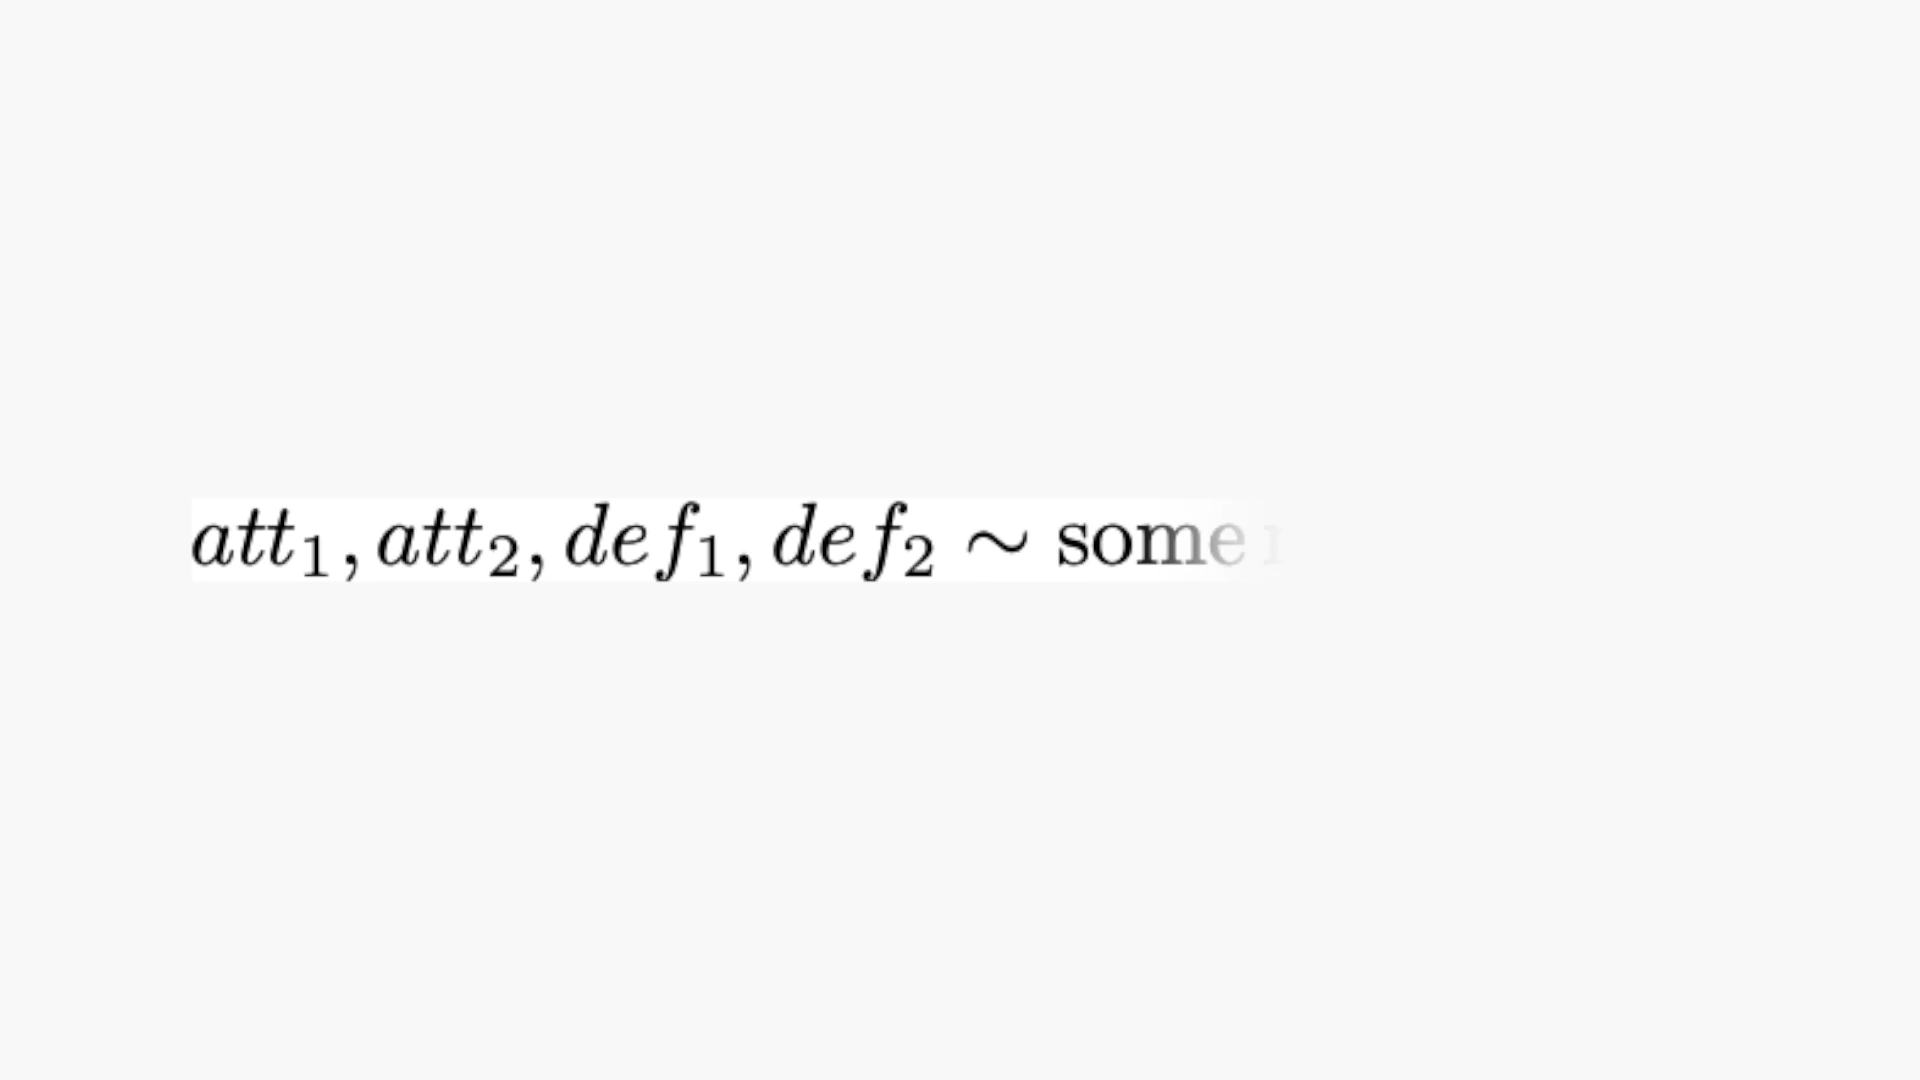 att₁, att₂, def₁, def₂ ∼ some